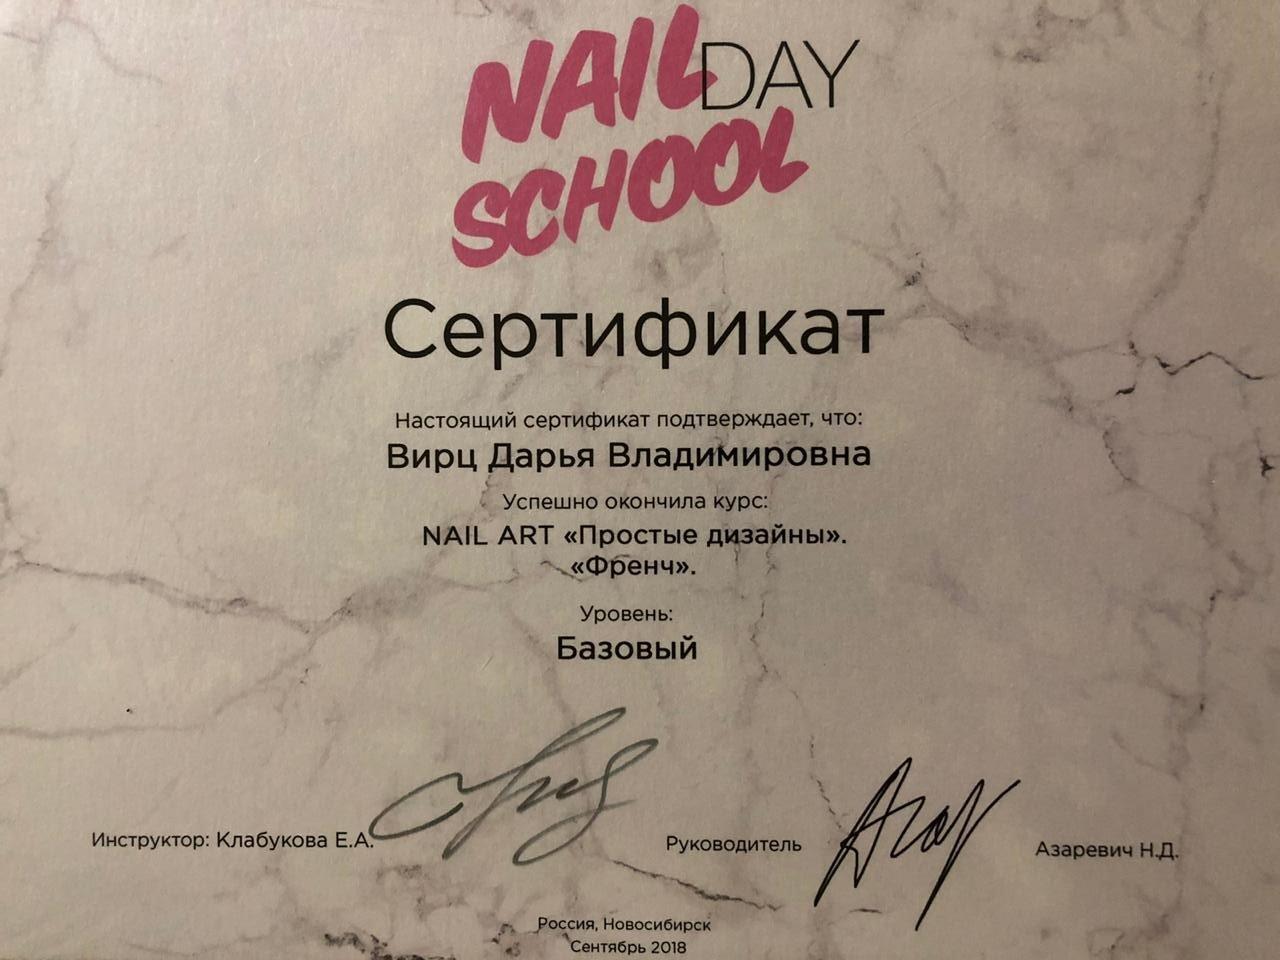 NAIL DAY
SCHOOL
Сертификат
Настоящий сертификат подтверждает, что:
Вирц Дарья Владимировна
Успешно окончила курс:
NAIL ART «Простые дизайны».
«Френч».
Уровень:
Базовый
Инструктор: Клабукова Е.А.
Руководитель
Азаревич Н.Д.
Россия, Новосибирск
Сентябрь 2018